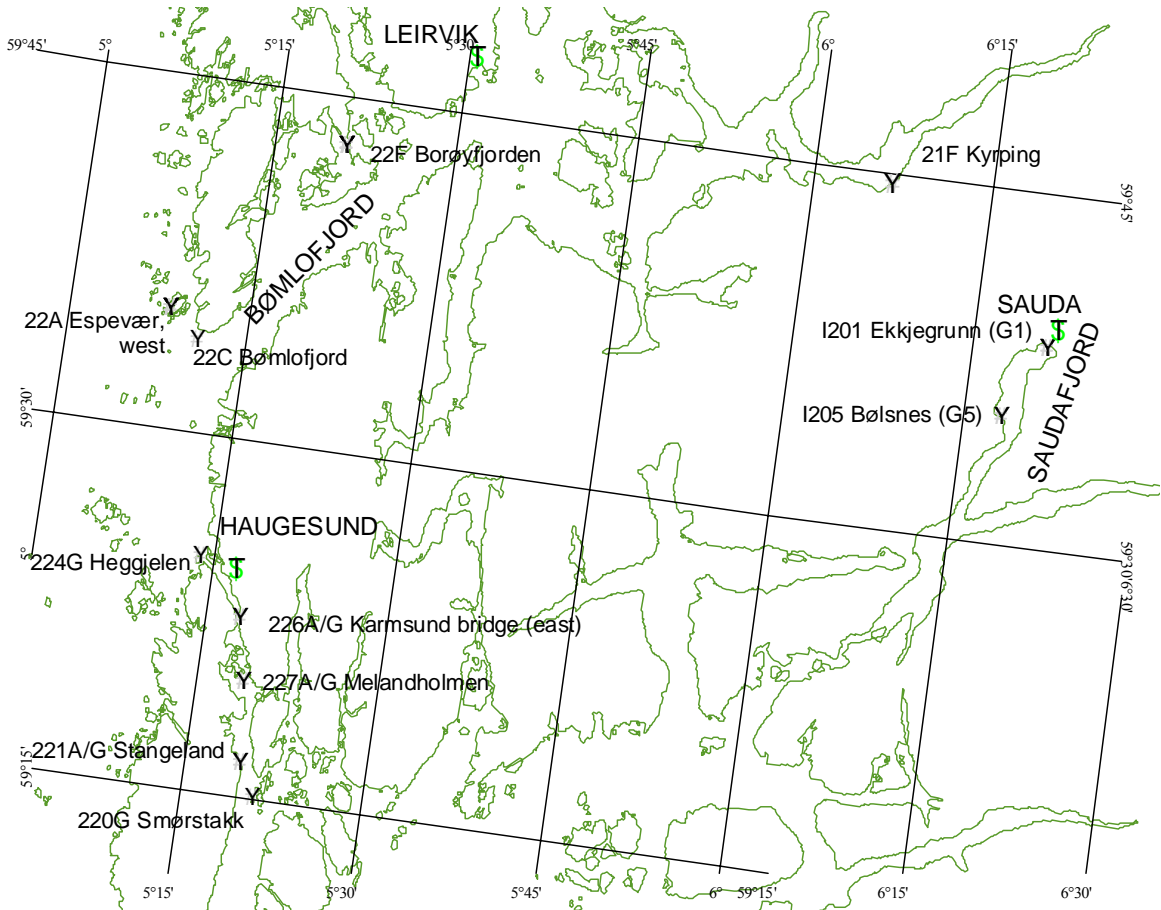 LEIRVIK
59°45'
5°
5°15'
5°30'
5°45'
6°
6°15'
T
S
Y
22F Borøyfjorden
21F Kyrping
Y
59°45'
BØMLOFJORD
Y
22A Espevær,
west
Y
22C Bømlofjord
SAUDA
T
S
I201 Ekkjegrunn (G1)
Y
SAUDAFJORD
I205 Bølsnes (G5)
Y
59°30'
HAUGESUND
5°
224G Heggjelen
Y
T
S
59°30'
6°30'
Y
226A/G Karmsund bridge (east)
Y
227A/G Melandholmen
221A/G Stangeland
Y
59°15'
Y
220G Smørstakk
5°15'
5°30'
5°45'
6°
59°15'
6°15'
6°30'